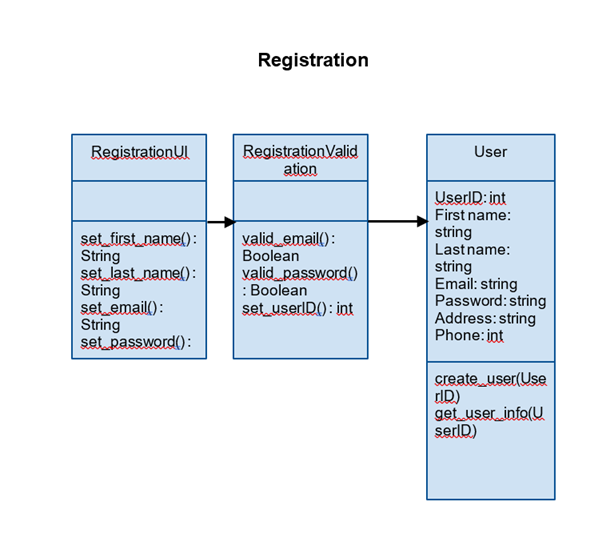 Registration
RegistrationUI
set_first_name():
String
set_last_name():
String
set_email():
String
set_password():
RegistrationValid
ation
valid_email():
Boolean
valid_password()
: Boolean
set_userID(): int
User
UserID: int
First name:
string
Last name:
string
Email: string
Password: string
Address: string
Phone: int
create_user(Use
rID)
get_user_info(U
serID)